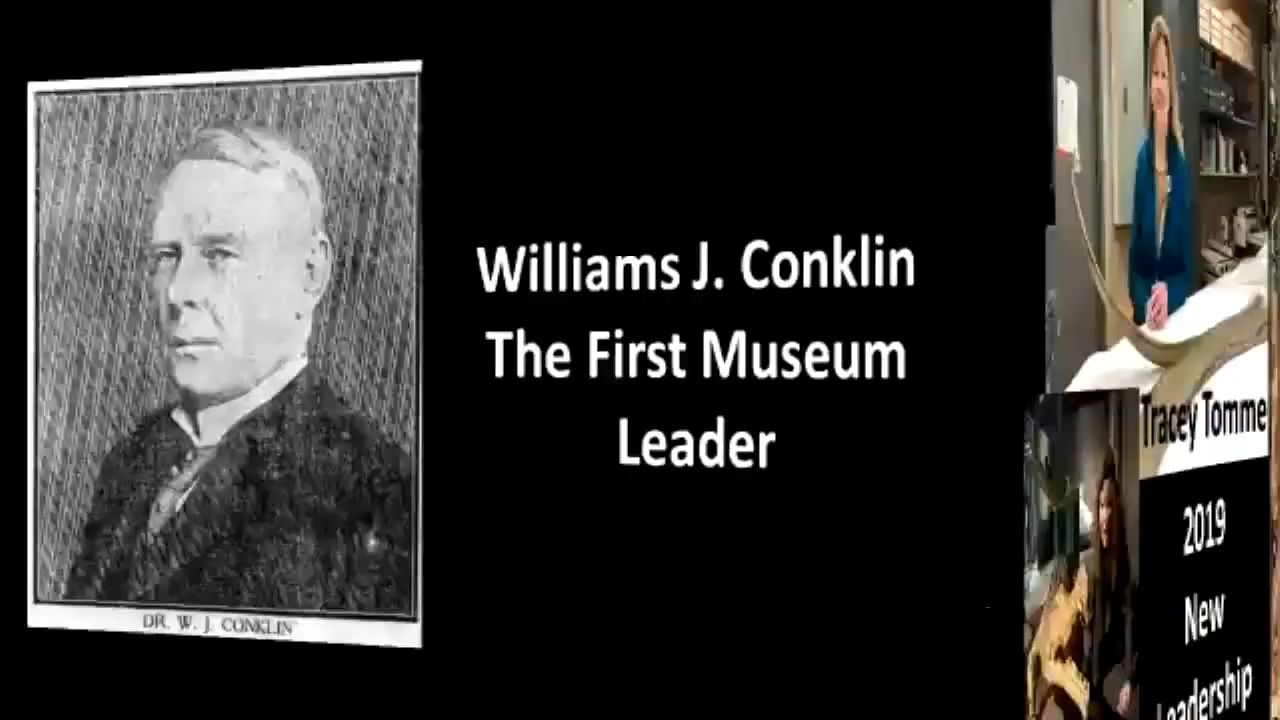 Williams J. Conklin
The First Museum
Leader
DR. W. J. CONKLIN
Tracey Tomme
2019
New
Leadership